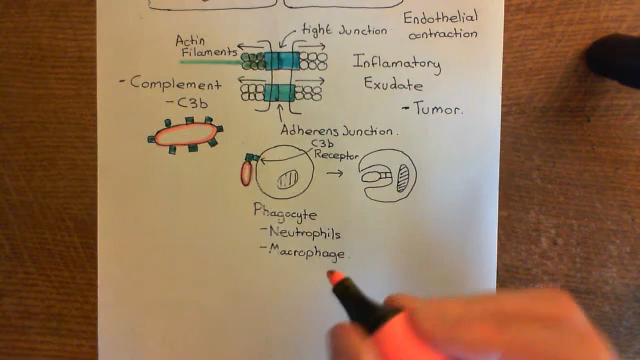 Endothelial
contraction
tight Junction
Actin
Filaments
Inflamatory
Exudate
- Tumor.
- Complement
- C3b
Adherens Junction.
C3b
Receptor
Phagocyte
- Neutrophils
- Macrophage.